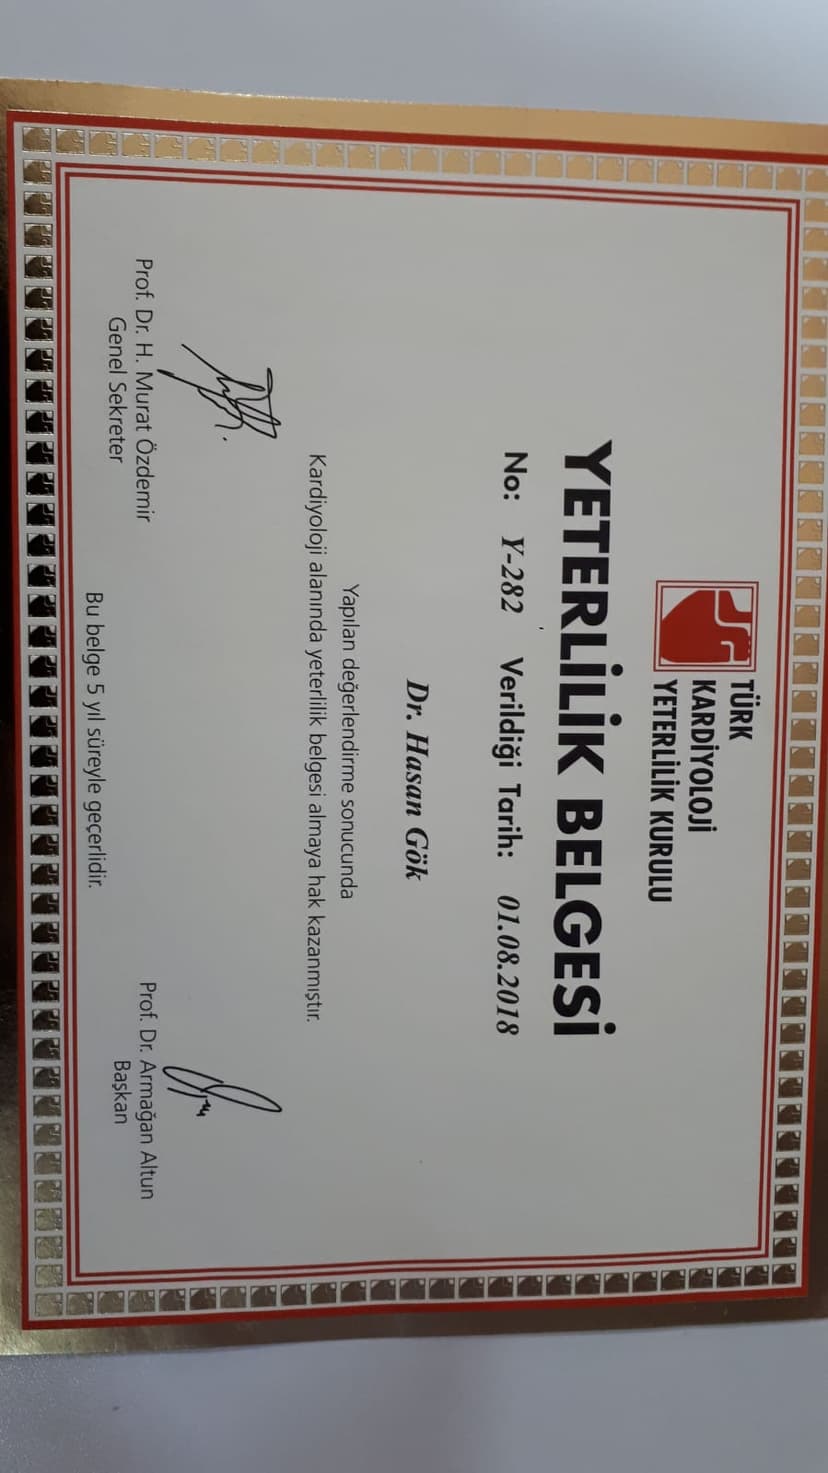 TÜRK
KARDİYOLOJİ
YETERLİLİK KURULU
YETERLİLİK BELGESİ
No: Y-282 Verildiği Tarih: 01.08.2018
Dr. Hasan Gök
Yapılan değerlendirme sonucunda
Kardiyoloji alanında yeterlilik belgesi almaya hak kazanmıştır.
Prof. Dr. H. Murat Özdemir
Genel Sekreter
Prof. Dr. Armağan Altun
Başkan
Bu belge 5 yıl süreyle geçerlidir.